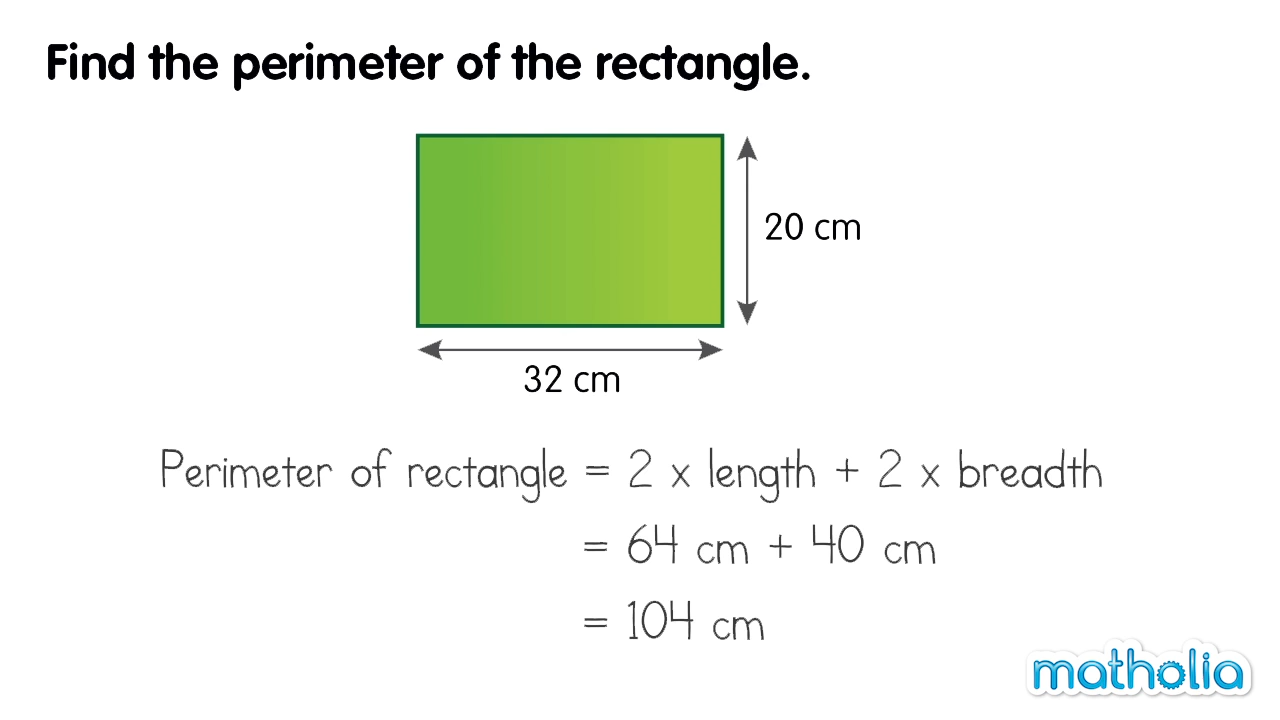 Find the perimeter of the rectangle.
20 cm
32 cm
Perimeter of rectangle = 2 x length + 2 x breadth
= 64 cm + 40 cm
= 104 cm
matholia